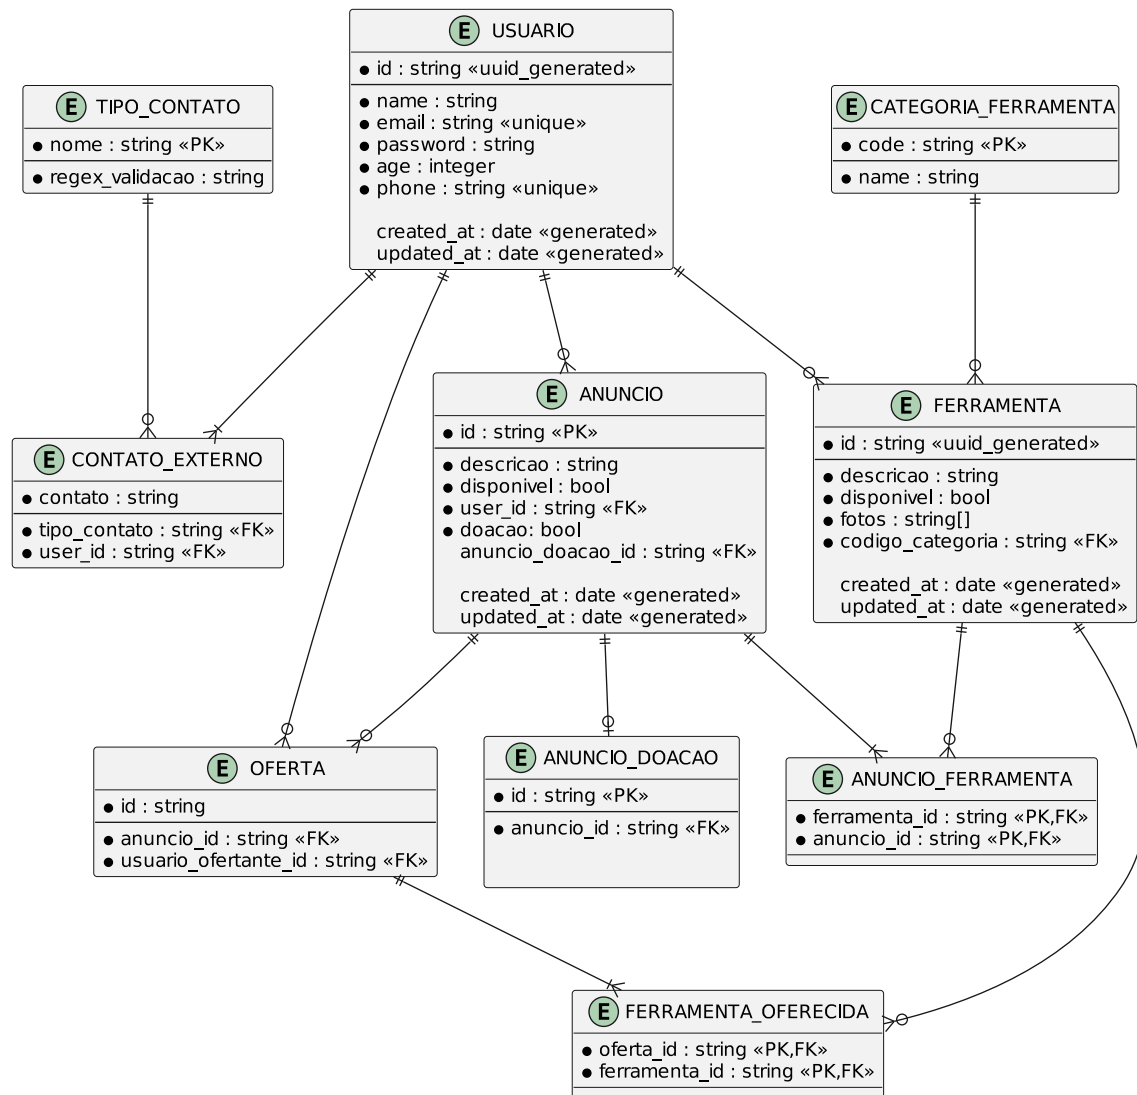 E USUARIO
● id : string «uuid_generated»
● name : string
● email : string «unique»
● password : string
● age : integer
● phone : string «unique»
created_at : date «generated»
updated_at : date «generated»
E TIPO_CONTATO
● nome : string «PK»
● regex_validacao : string
E CATEGORIA_FERRAMENTA
● code : string «PK»
● name : string
E CONTATO_EXTERNO
● contato : string
● tipo_contato : string «FK»
● user_id : string «FK»
E ANUNCIO
● id : string «PK»
● descricao : string
● disponivel : bool
● user_id : string «FK»
● doacao: bool
anuncio_doacao_id : string «FK»
created_at : date «generated»
updated_at : date «generated»
E FERRAMENTA
● id : string «uuid_generated»
● descricao : string
● disponivel : bool
● fotos : string[]
● codigo_categoria : string «FK»
created_at : date «generated»
updated_at : date «generated»
E OFERTA
● id : string
● anuncio_id : string «FK»
● usuario_ofertante_id : string «FK»
E ANUNCIO_DOACAO
● id : string «PK»
● anuncio_id : string «FK»
E ANUNCIO_FERRAMENTA
● ferramenta_id : string «PK,FK»
● anuncio_id : string «PK,FK»
E FERRAMENTA_OFERECIDA
● oferta_id : string «PK,FK»
● ferramenta_id : string «PK,FK»